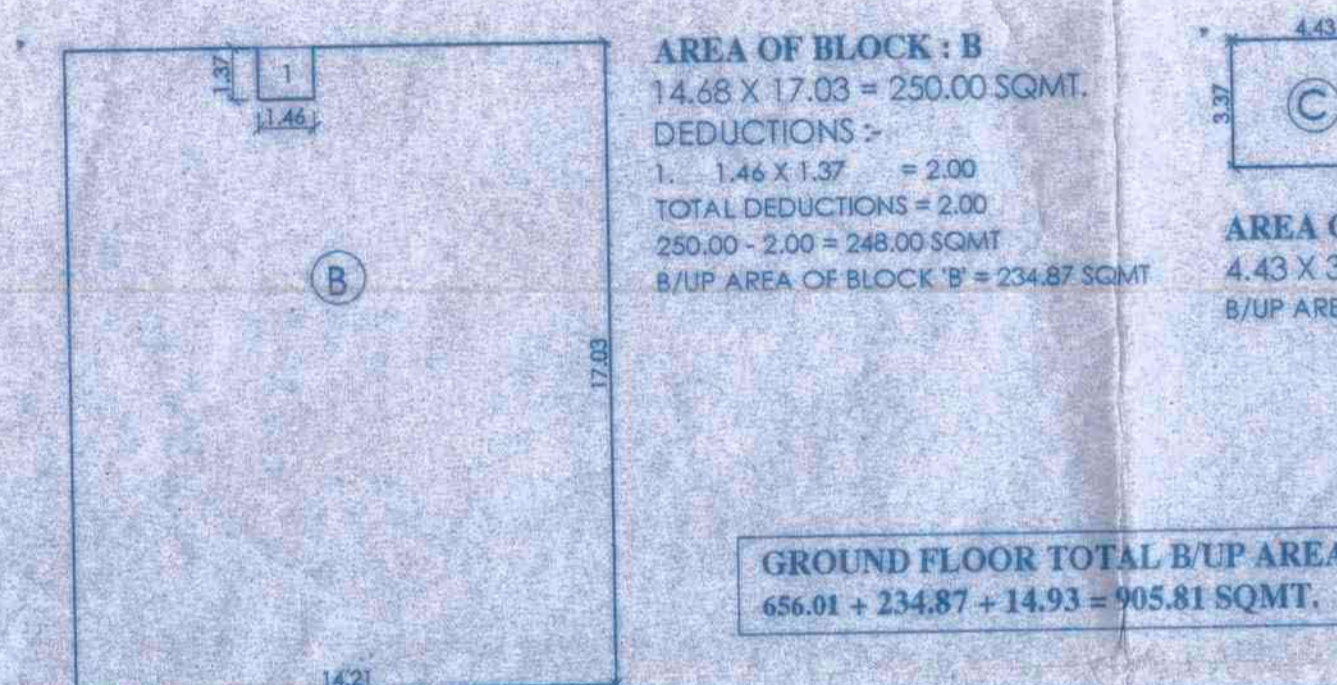 1.37
1
1.46
B
17.03
14.21
AREA OF BLOCK : B
14.68 X 17.03 = 250.00 SQMT.
DEDUCTIONS :-
1. 1.46 X 1.37 = 2.00
TOTAL DEDUCTIONS = 2.00
250.00 - 2.00 = 248.00 SQMT
B/UP AREA OF BLOCK 'B' = 234.87 SQMT
4.43
3.37
C
AREA
4.43 X
B/UP
GROUND FLOOR TOTAL B/UP AREA
656.01 + 234.87 + 14.93 = 905.81 SQMT.